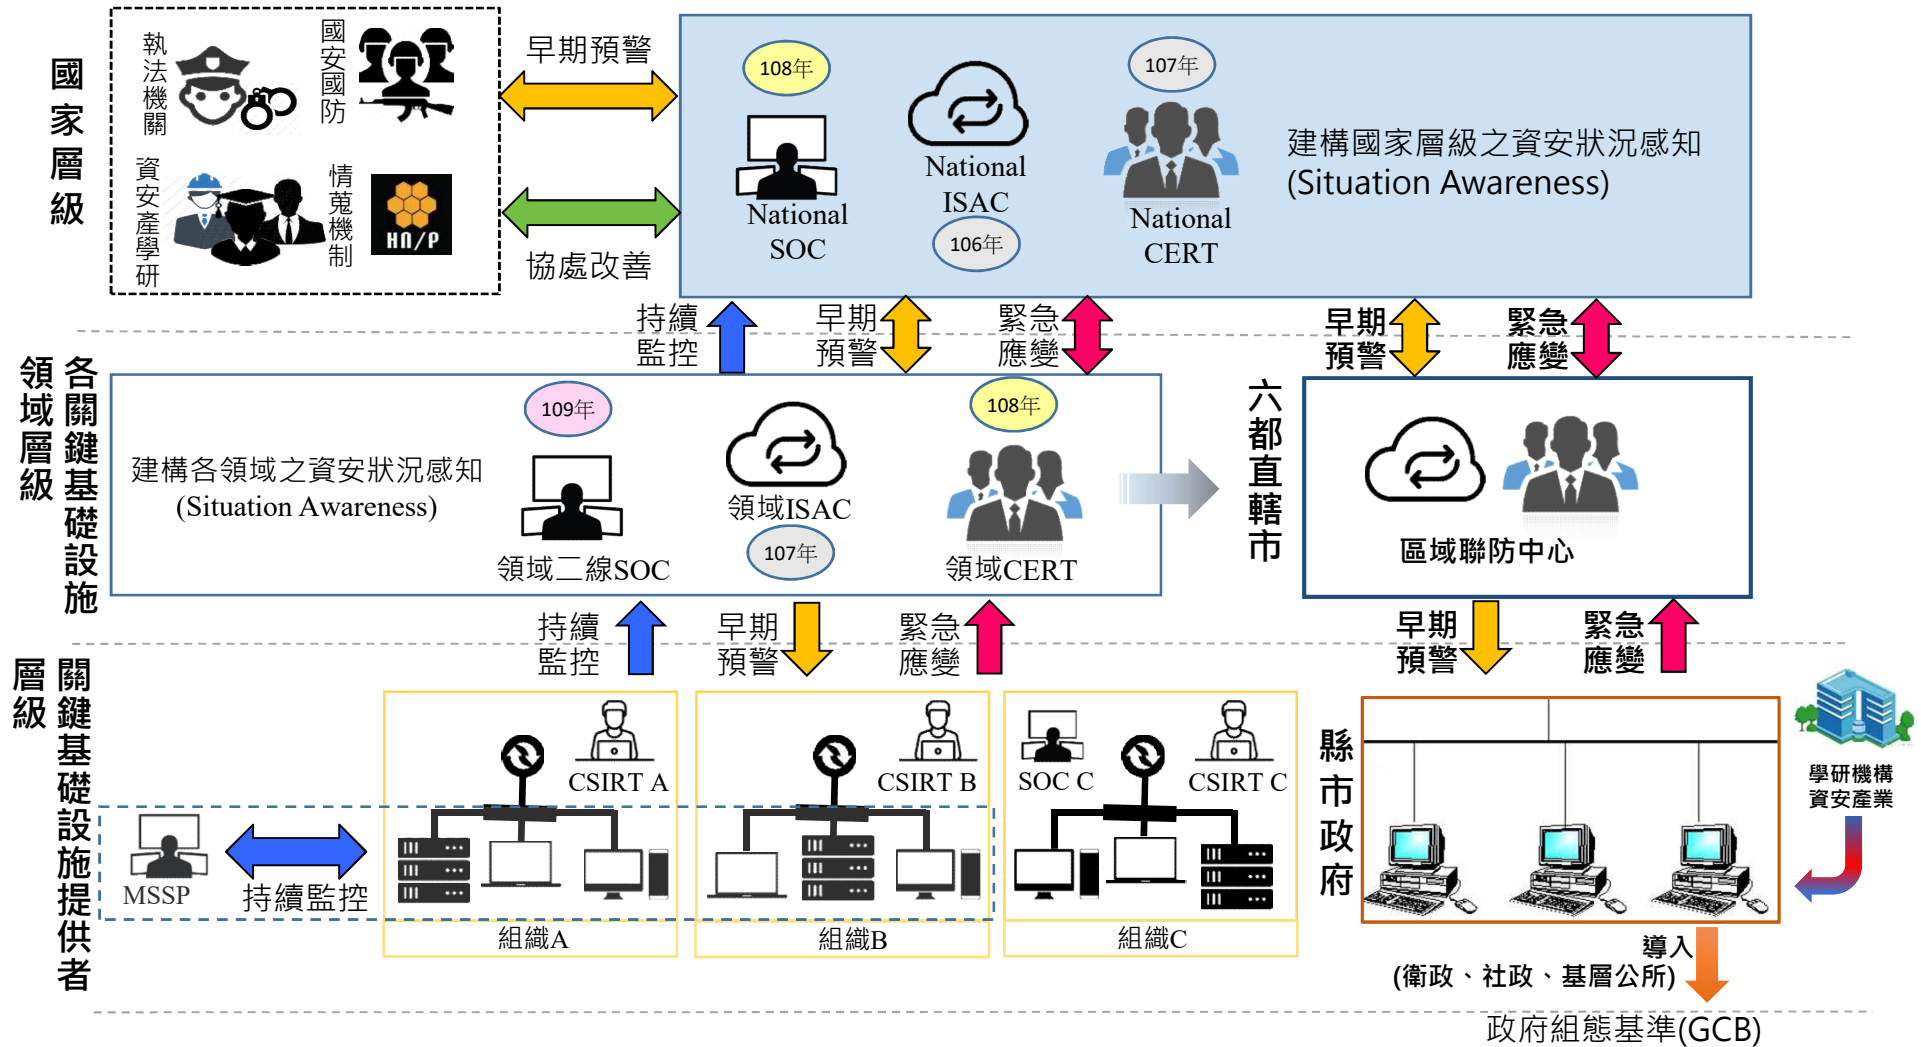 國家層級
執法機關
國安國防
資安產學研
情蒐機制
HN/P
早期預警
協處改善
108年
National
SOC
National
ISAC
106年
107年
National
CERT
建構國家層級之資安狀況感知
(Situation Awareness)
持續
監控
早期
預警
緊急
應變
早期
預警
緊急
應變
各關鍵基礎設施
領域層級
建構各領域之資安狀況感知
(Situation Awareness)
109年
領域二線SOC
領域ISAC
107年
108年
領域CERT
六都直轄市
區域聯防中心
持續
監控
早期
預警
緊急
應變
早期
預警
緊急
應變
關鍵基礎設施提供者
層級
MSSP
持續監控
CSIRT A
組織A
CSIRT B
組織B
SOC C
CSIRT C
組織C
縣市政府
學研機構
資安產業
導入
(衛政、社政、基層公所)
政府組態基準(GCB)